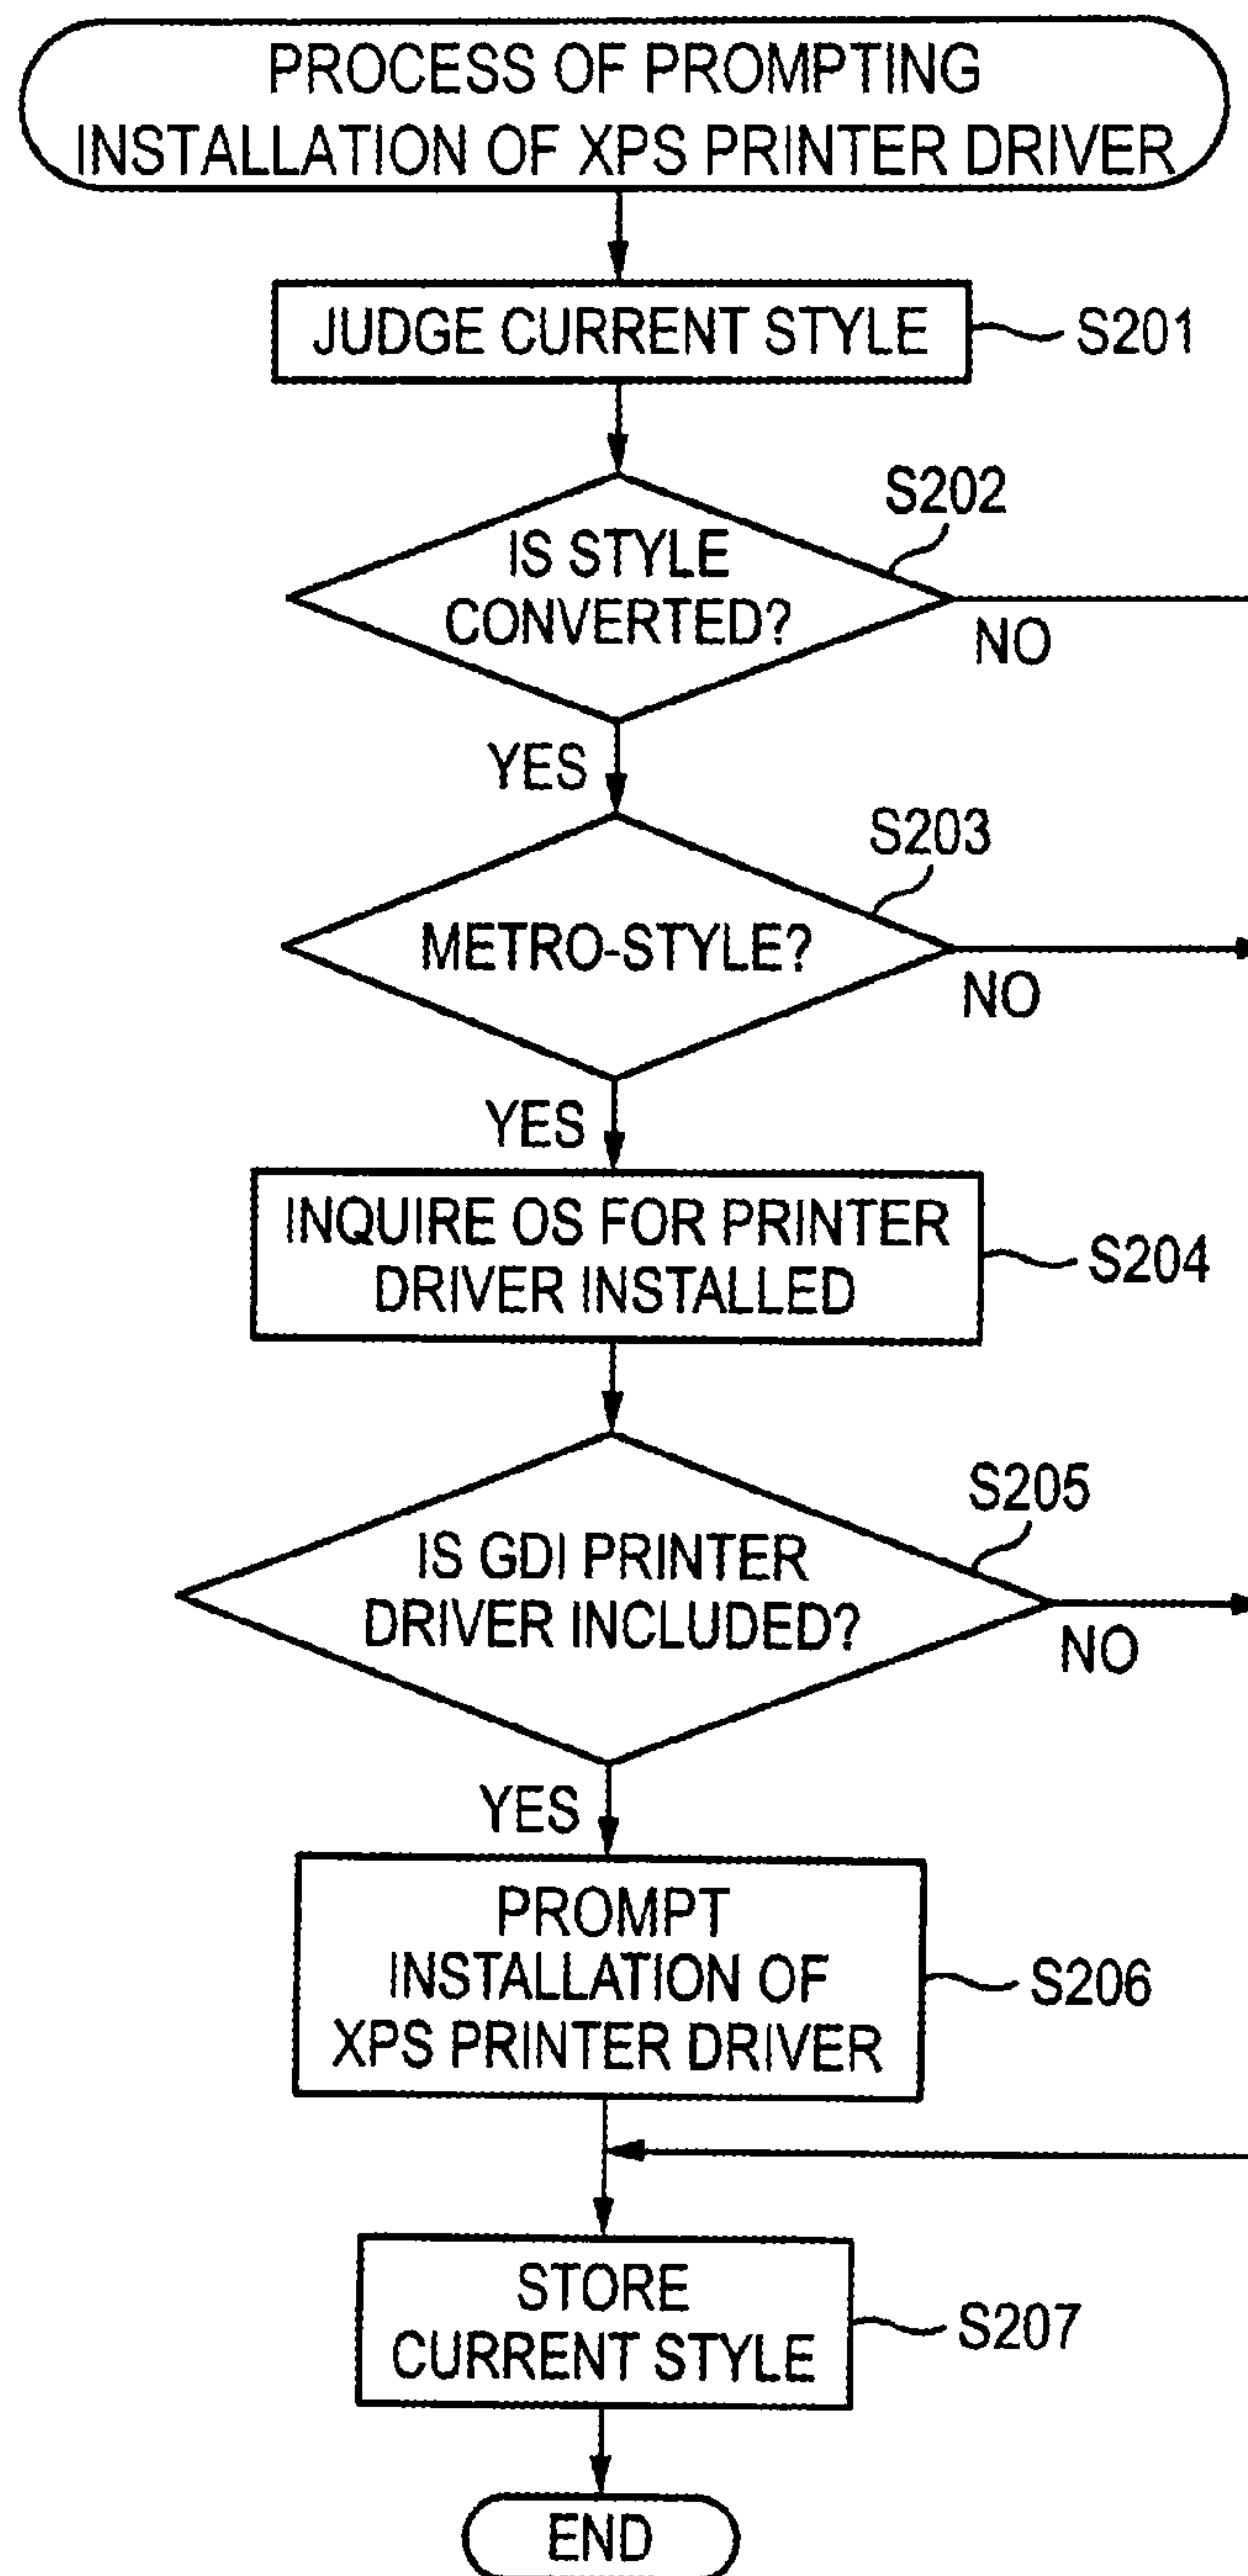 PROCESS OF PROMPTING
INSTALLATION OF XPS PRINTER DRIVER
JUDGE CURRENT STYLE
S201
S202
IS STYLE
CONVERTED?
NO
YES
S203
METRO-STYLE?
NO
YES
INQUIRE OS FOR PRINTER
DRIVER INSTALLED
S204
S205
IS GDI PRINTER
DRIVER INCLUDED?
NO
YES
PROMPT
INSTALLATION OF
XPS PRINTER DRIVER
S206
STORE
CURRENT STYLE
S207
END